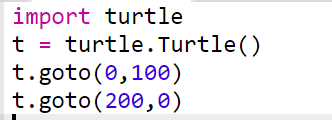 import turtle
t = turtle.Turtle()
t.goto(0,100)
t.goto(200,0)